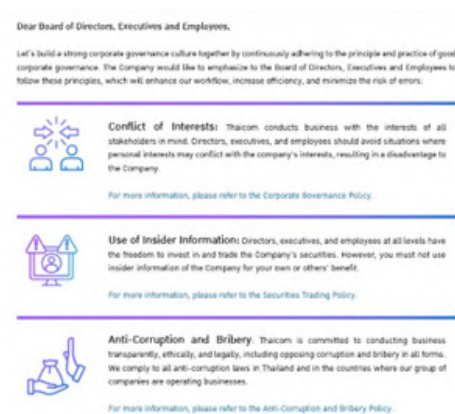 Dear Board of Directors, Executives and Employees,
Let's build a strong corporate governance culture together by continuously adhering to the principle and practice of good
corporate governance. The Company would like to emphasize to the Board of Directors, Executives and Employees to
follow these principles, which will enhance our workflow, increase efficiency, and minimize the risk of errors.
Conflict of Interests: Thaicom conducts business with the interests of all
stakeholders in mind. Directors, executives, and employees should avoid situations where
personal interests may conflict with the company's interests, resulting in a disadvantage to
the Company.
For more information, please refer to the Corporate Governance Policy.
Use of Insider Information: Directors, executives, and employees at all levels have
the freedom to invest in and trade the Company's securities. However, you must not use
insider information of the Company for your own or others' benefit.
For more information, please refer to the Securities Trading Policy.
Anti-Corruption and Bribery: Thaicom is committed to conducting business
transparently, ethically, and legally, including opposing corruption and bribery in all forms.
We comply to all anti-corruption laws in Thailand and in the countries where our group of
companies are operating businesses.
For more information, please refer to the Anti-Corruption and Bribery Policy.